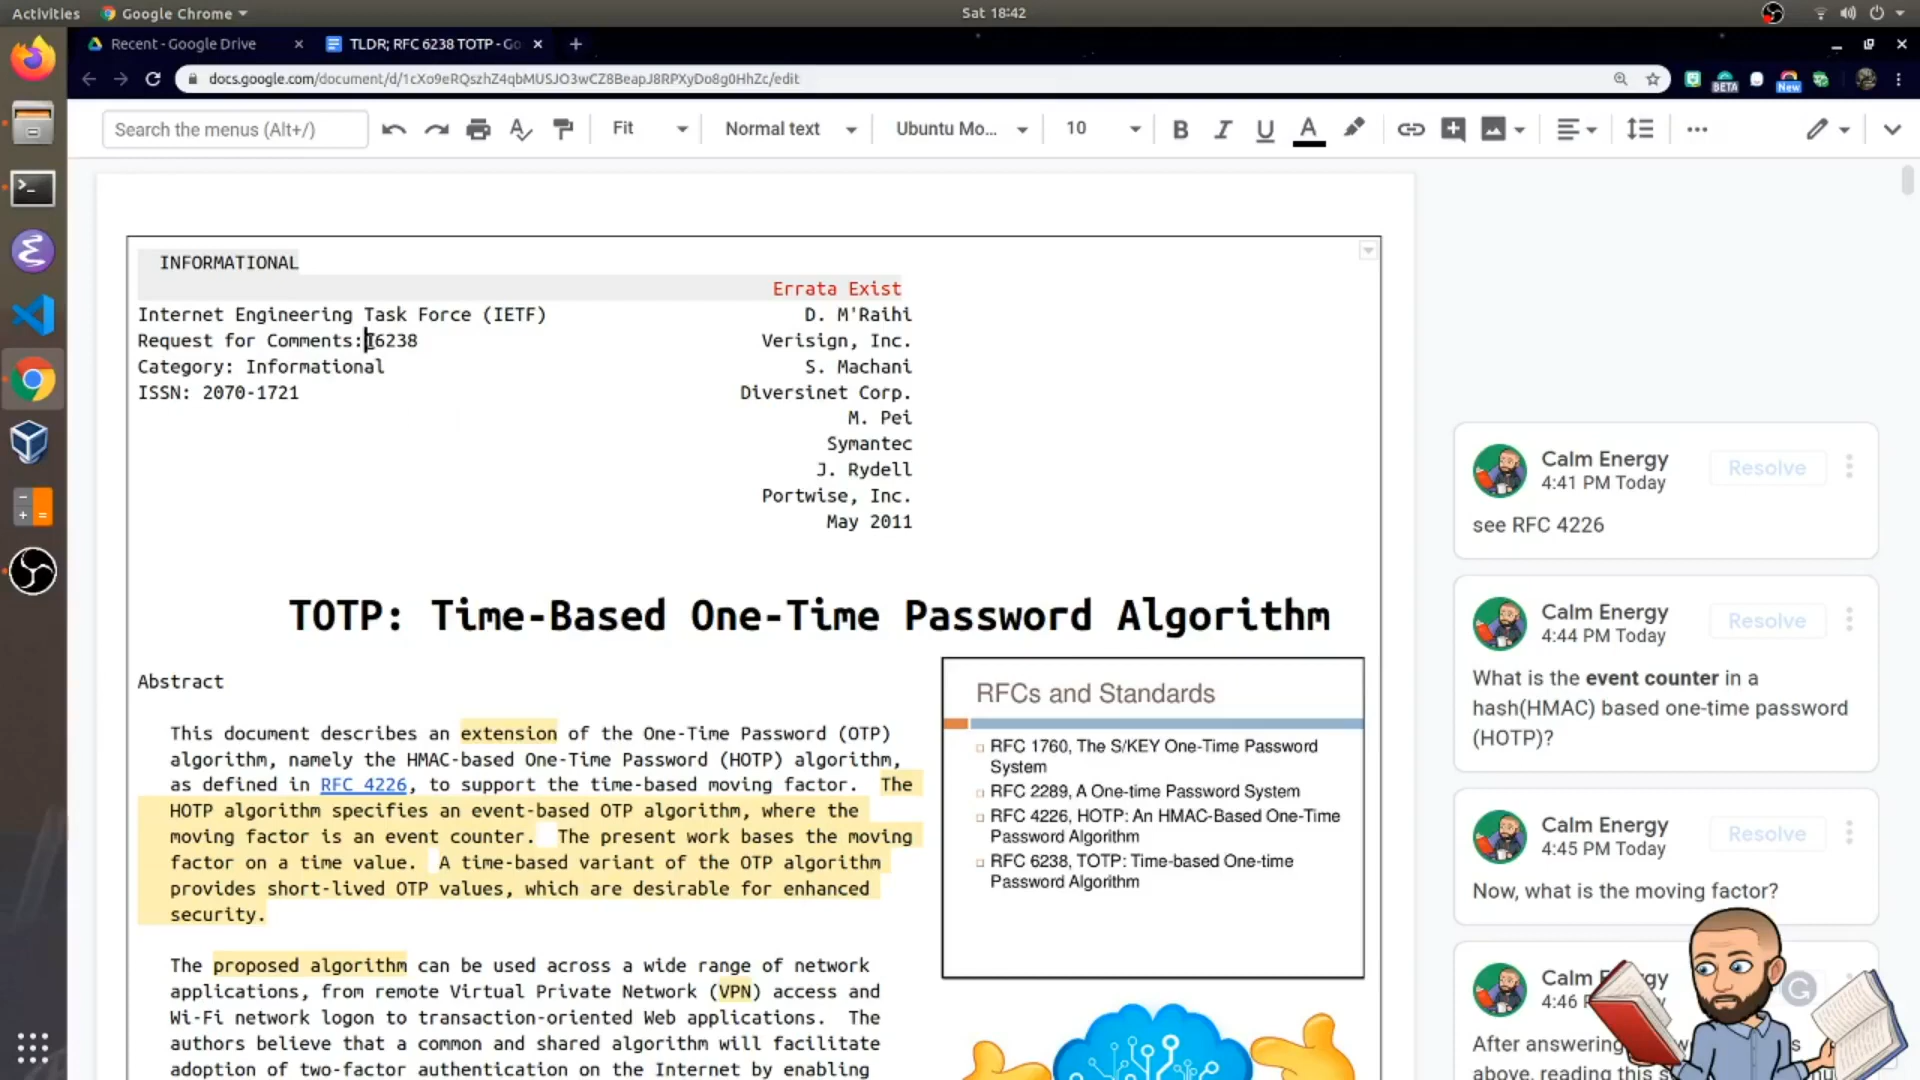 Activities
Google Chrome
Sat 18:42
Recent - Google Drive
TLDR; RFC 6238 TOTP - Go
docs.google.com/document/d/1cXo9eRQszhZ4qbMUSJO3wCZ8BeapJ8RPXyDo8g0HhZc/edit
BETA
New
Search the menus (Alt+/)
Fit
Normal text
Ubuntu Mo...
10
INFORMATIONAL
Errata Exist
Internet Engineering Task Force (IETF) D. M'Raihi
Request for Comments: 6238 Verisign, Inc.
Category: Informational S. Machani
ISSN: 2070-1721 Diversinet Corp.
M. Pei
Symantec
J. Rydell
Portwise, Inc.
May 2011
TOTP: Time-Based One-Time Password Algorithm
Abstract
This document describes an extension of the One-Time Password (OTP)
algorithm, namely the HMAC-based One-Time Password (HOTP) algorithm,
as defined in RFC 4226, to support the time-based moving factor. The
HOTP algorithm specifies an event-based OTP algorithm, where the
moving factor is an event counter. The present work bases the moving
factor on a time value. A time-based variant of the OTP algorithm
provides short-lived OTP values, which are desirable for enhanced
security.
The proposed algorithm can be used across a wide range of network
applications, from remote Virtual Private Network (VPN) access and
Wi-Fi network logon to transaction-oriented Web applications. The
authors believe that a common and shared algorithm will facilitate
adoption of two-factor authentication on the Internet by enabling
RFCs and Standards
RFC 1760, The S/KEY One-Time Password
System
RFC 2289, A One-time Password System
RFC 4226, HOTP: An HMAC-Based One-Time
Password Algorithm
RFC 6238, TOTP: Time-based One-time
Password Algorithm
Calm Energy
4:41 PM Today
Resolve
see RFC 4226
Calm Energy
4:44 PM Today
Resolve
What is the event counter in a
hash(HMAC) based one-time password
(HOTP)?
Calm Energy
4:45 PM Today
Resolve
Now, what is the moving factor?
Calm
4:46
After answering
above, reading this